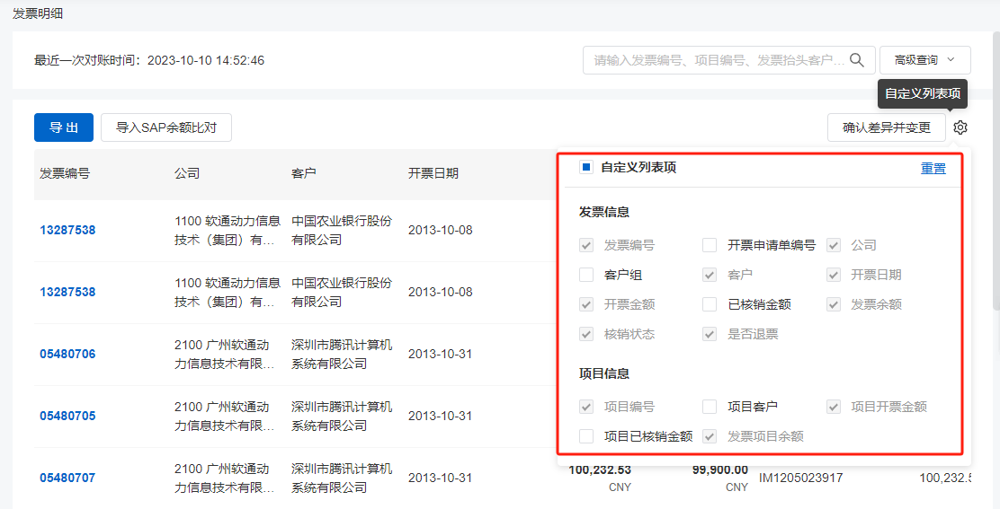 发票明细
最近一次对账时间：2023-10-10 14:52:46
请输入发票编号、项目编号、发票抬头客户…
高级查询
自定义列表项
导 出
导入SAP余额比对
确认差异并变更
发票编号 公司 客户 开票日期
13287538 1100 软通动力信息技术（集团）有… 中国农业银行股份有限公司 2013-10-08
13287538 1100 软通动力信息技术（集团）有… 中国农业银行股份有限公司 2013-10-08
05480706 2100 广州软通动力信息技术有限… 深圳市腾讯计算机系统有限公司 2013-10-31
05480705 2100 广州软通动力信息技术有限… 深圳市腾讯计算机系统有限公司 2013-10-31
05480707 2100 广州软通动力信息技术有限… 深圳市腾讯计算机系统有限公司 2013-10-31 100,232.53 CNY 99,900.00 CNY IM1205023917 100,232.5
自定义列表项 重置
发票信息
发票编号 开票申请单编号 公司
客户组 客户 开票日期
开票金额 已核销金额 发票余额
核销状态 是否退票
项目信息
项目编号 项目客户 项目开票金额
项目已核销金额 发票项目余额